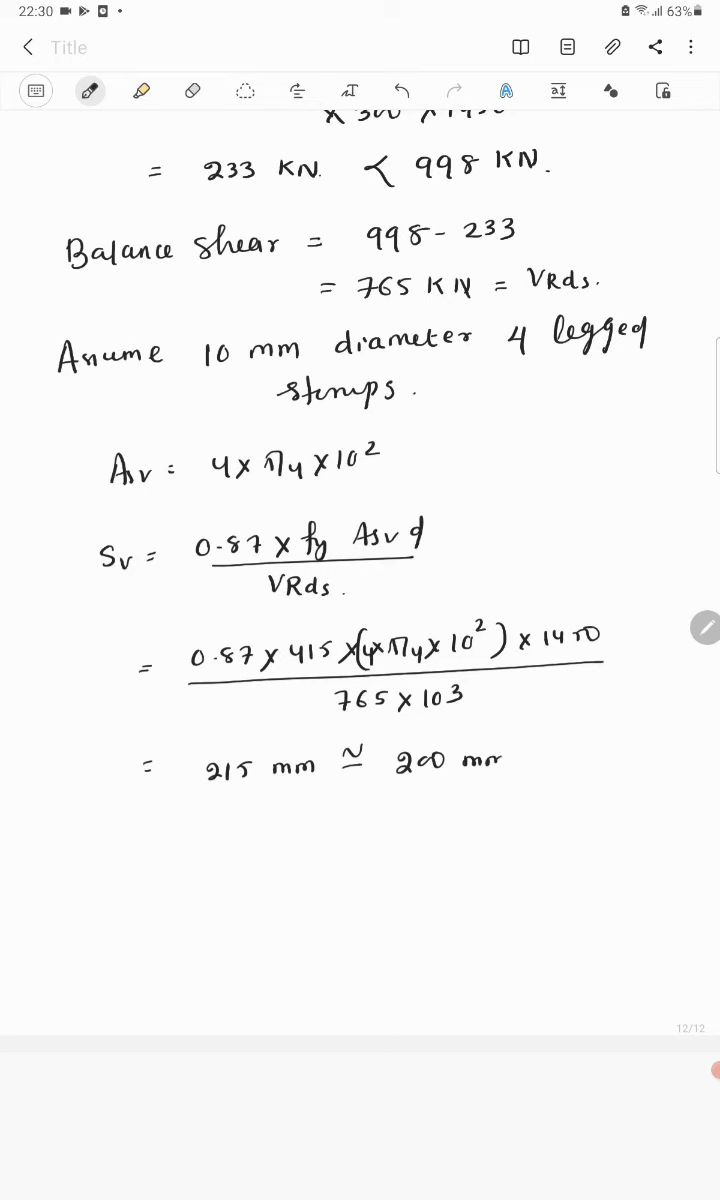 22:30
63%
Title
× 300 × 1450
= 233 KN. < 998 KN.
Balance shear = 998 - 233
= 765 KN = VRds.
Assume 10 mm diameter 4 legged
stirrups.
Asv = 4 × π/4 × 10²
Sv = 0.87 × fy Asv d
VRds.
= 0.87 × 415 × (4 × π/4 × 10²) × 1450
765 × 10³
= 215 mm ≃ 200 mm
12/12